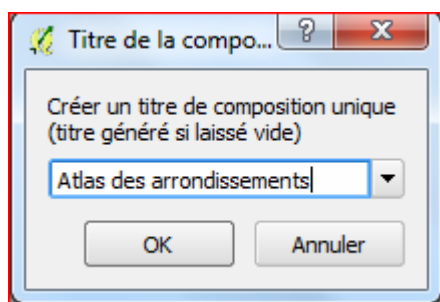 Titre de la compo...
?
X
Créer un titre de composition unique
(titre généré si laissé vide)
Atlas des arrondissements
OK
Annuler